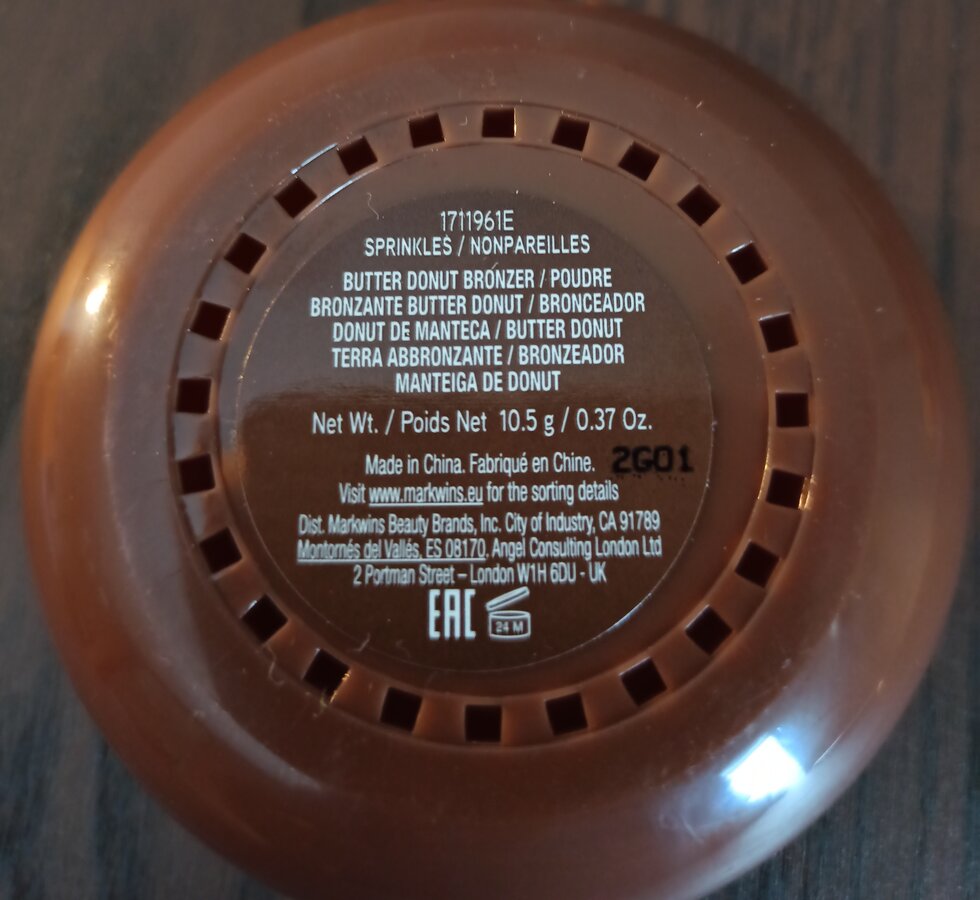 1711961E
SPRINKLES / NONPAREILLES
BUTTER DONUT BRONZER / POUDRE
BRONZANTE BUTTER DONUT / BRONCEADOR
DONUT DE MANTECA / BUTTER DONUT
TERRA ABBRONZANTE / BRONZEADOR
MANTEIGA DE DONUT
Net Wt. / Poids Net 10.5 g / 0.37 Oz.
Made in China. Fabriqué en Chine. 2G01
Visit www.markwins.eu for the sorting details
Dist. Markwins Beauty Brands, Inc. City of Industry, CA 91789
Montornés del Vallés, ES 08170. Angel Consulting London Ltd
2 Portman Street – London W1H 6DU - UK
EAC 24 M